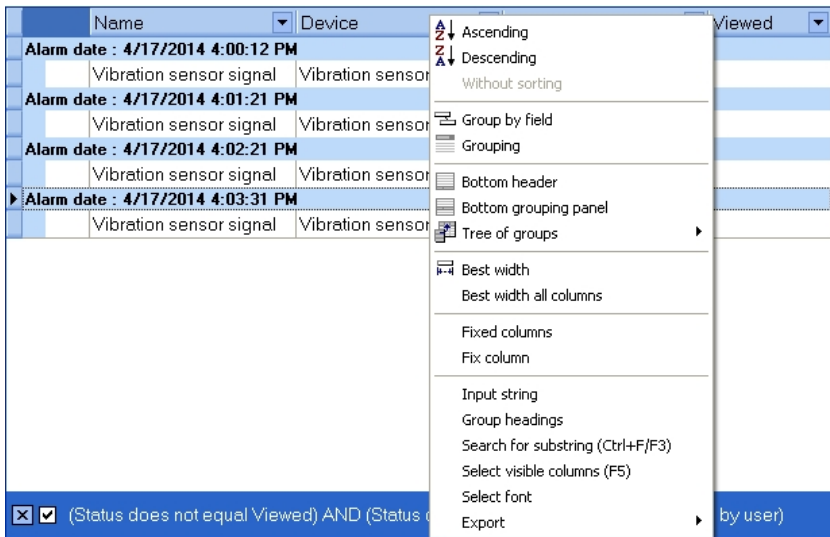 Name Device Viewed
Alarm date : 4/17/2014 4:00:12 PM
Vibration sensor signal Vibration sensor
Alarm date : 4/17/2014 4:01:21 PM
Vibration sensor signal Vibration sensor
Alarm date : 4/17/2014 4:02:21 PM
Vibration sensor signal Vibration sensor
Alarm date : 4/17/2014 4:03:31 PM
Vibration sensor signal Vibration sensor
Ascending
Descending
Without sorting
Group by field
Grouping
Bottom header
Bottom grouping panel
Tree of groups
Best width
Best width all columns
Fixed columns
Fix column
Input string
Group headings
Search for substring (Ctrl+F/F3)
Select visible columns (F5)
Select font
Export
(Status does not equal Viewed) AND (Status by user)